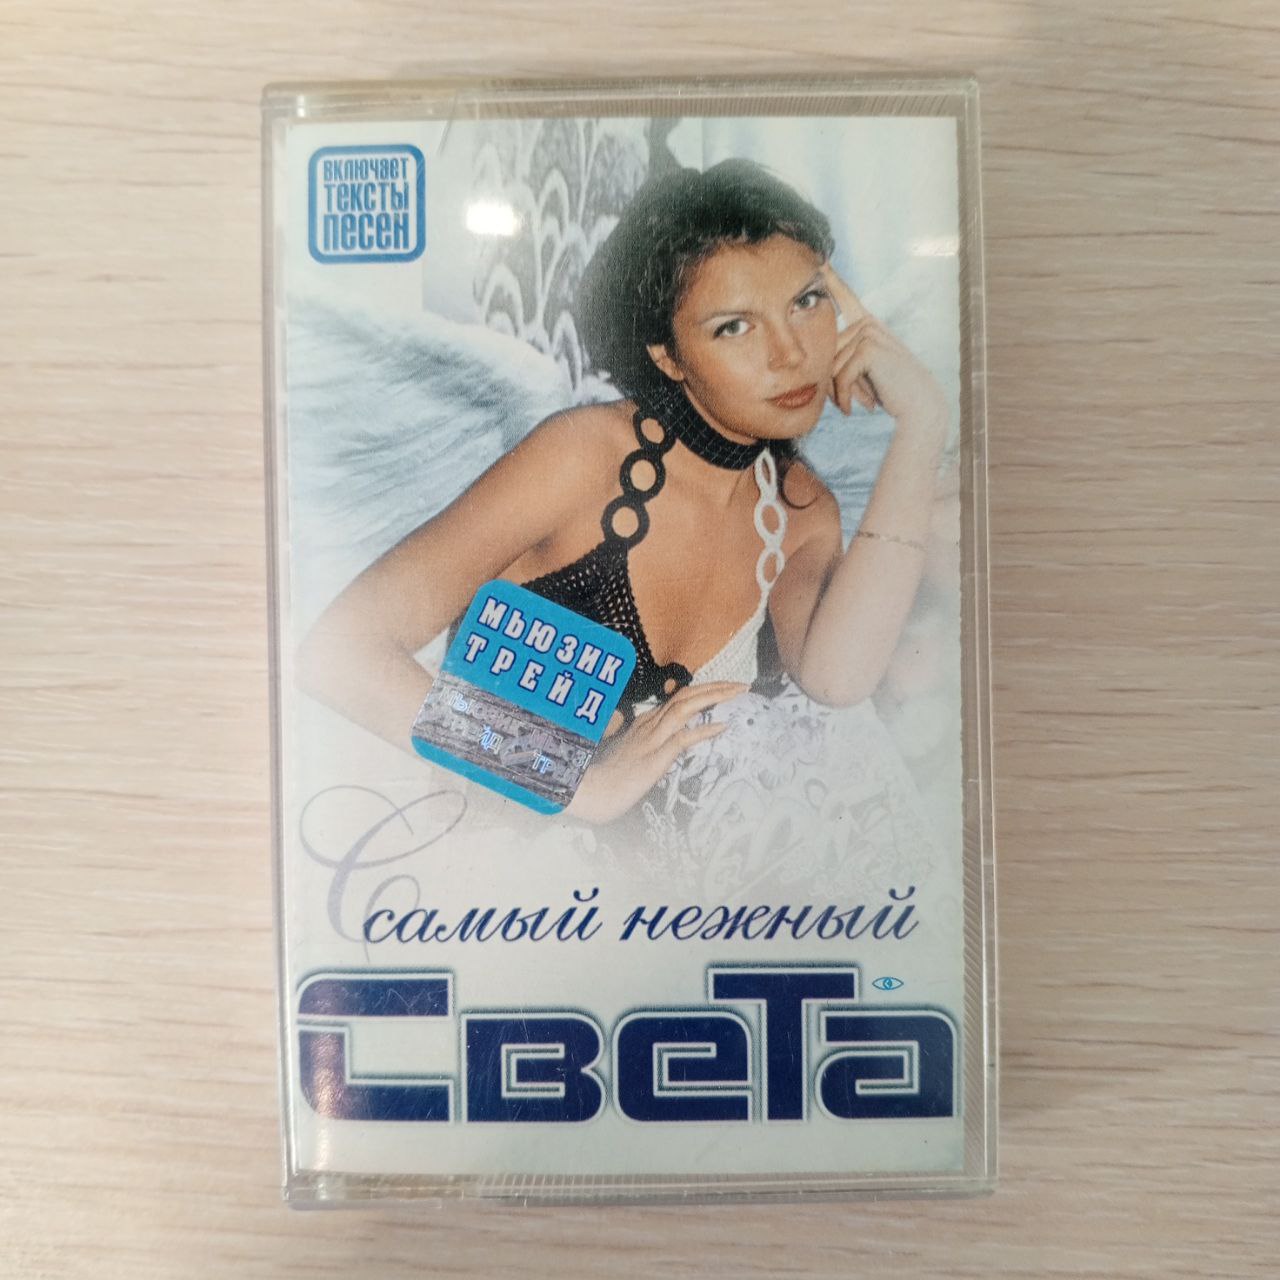 включает
тексты
песен
МЬЮЗИК
ТРЕЙД
самый нежный
Света